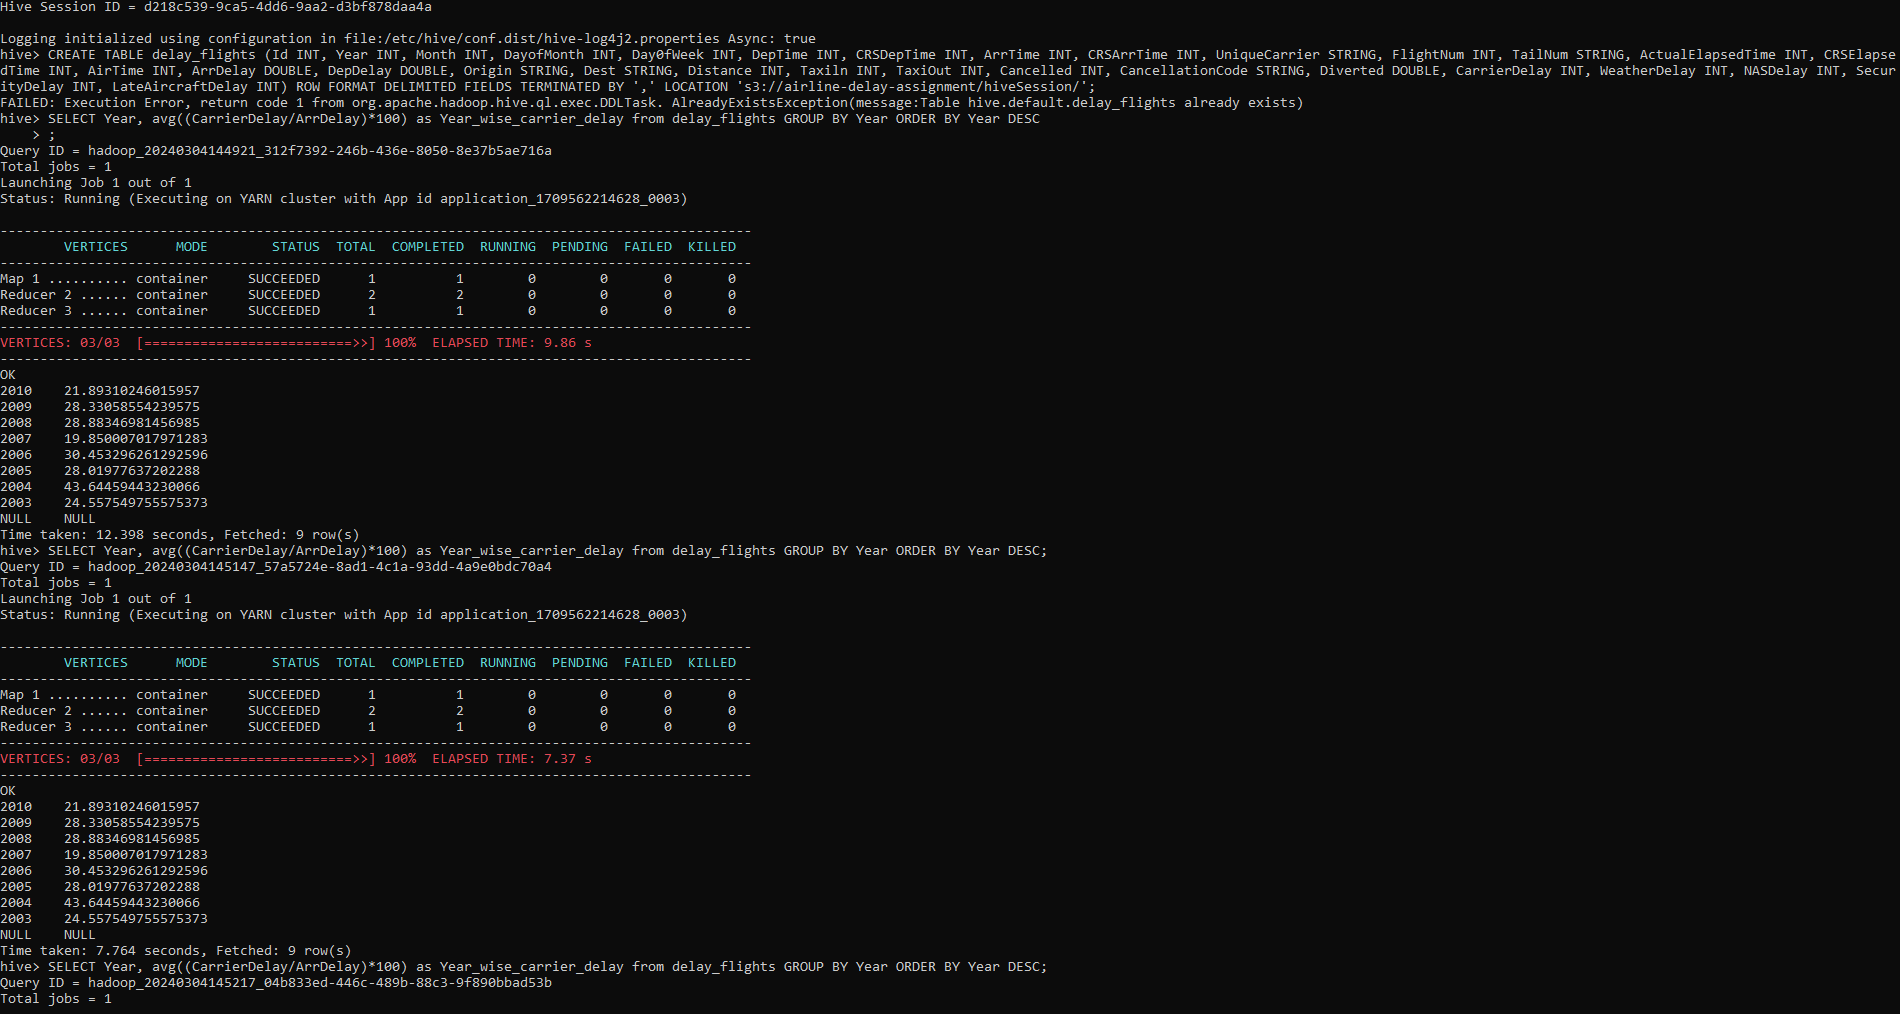 Hive Session ID = d218c539-9ca5-4dd6-9aa2-d3bf878daa4a
Logging initialized using configuration in file:/etc/hive/conf.dist/hive-log4j2.properties Async: true
hive> CREATE TABLE delay_flights (Id INT, Year INT, Month INT, DayofMonth INT, DayOfWeek INT, DepTime INT, CRSDepTime INT, ArrTime INT, CRSArrTime INT, UniqueCarrier STRING, FlightNum INT, TailNum STRING, ActualElapsedTime INT, CRSElapse
dTime INT, AirTime INT, ArrDelay DOUBLE, DepDelay DOUBLE, Origin STRING, Dest STRING, Distance INT, Taxiln INT, TaxiOut INT, Cancelled INT, CancellationCode STRING, Diverted DOUBLE, CarrierDelay INT, WeatherDelay INT, NASDelay INT, Secur
ityDelay INT, LateAircraftDelay INT) ROW FORMAT DELIMITED FIELDS TERMINATED BY ',' LOCATION 's3://airline-delay-assignment/hiveSession/';
FAILED: Execution Error, return code 1 from org.apache.hadoop.hive.ql.exec.DDLTask. AlreadyExistsException(message:Table hive.default.delay_flights already exists)
hive> SELECT Year, avg((CarrierDelay/ArrDelay)*100) as Year_wise_carrier_delay from delay_flights GROUP BY Year ORDER BY Year DESC
    > ;
Query ID = hadoop_20240304144921_312f7392-246b-436e-8050-8e37b5ae716a
Total jobs = 1
Launching Job 1 out of 1
Status: Running (Executing on YARN cluster with App id application_1709562214628_0003)
----------------------------------------------------------------------------------------------
        VERTICES      MODE        STATUS  TOTAL  COMPLETED  RUNNING  PENDING  FAILED  KILLED
----------------------------------------------------------------------------------------------
Map 1 .......... container     SUCCEEDED      1          1        0        0       0       0
Reducer 2 ...... container     SUCCEEDED      2          2        0        0       0       0
Reducer 3 ...... container     SUCCEEDED      1          1        0        0       0       0
----------------------------------------------------------------------------------------------
VERTICES: 03/03  [==========================>>] 100%  ELAPSED TIME: 9.86 s
----------------------------------------------------------------------------------------------
OK
2010    21.89310246015957
2009    28.33058554239575
2008    28.88346981456985
2007    19.850007017971283
2006    30.453296261292596
2005    28.01977637202288
2004    43.64459443230066
2003    24.557549755575373
NULL    NULL
Time taken: 12.398 seconds, Fetched: 9 row(s)
hive> SELECT Year, avg((CarrierDelay/ArrDelay)*100) as Year_wise_carrier_delay from delay_flights GROUP BY Year ORDER BY Year DESC;
Query ID = hadoop_20240304145147_57a5724e-8ad1-4c1a-93dd-4a9e0bdc70a4
Total jobs = 1
Launching Job 1 out of 1
Status: Running (Executing on YARN cluster with App id application_1709562214628_0003)
----------------------------------------------------------------------------------------------
        VERTICES      MODE        STATUS  TOTAL  COMPLETED  RUNNING  PENDING  FAILED  KILLED
----------------------------------------------------------------------------------------------
Map 1 .......... container     SUCCEEDED      1          1        0        0       0       0
Reducer 2 ...... container     SUCCEEDED      2          2        0        0       0       0
Reducer 3 ...... container     SUCCEEDED      1          1        0        0       0       0
----------------------------------------------------------------------------------------------
VERTICES: 03/03  [==========================>>] 100%  ELAPSED TIME: 7.37 s
----------------------------------------------------------------------------------------------
OK
2010    21.89310246015957
2009    28.33058554239575
2008    28.88346981456985
2007    19.850007017971283
2006    30.453296261292596
2005    28.01977637202288
2004    43.64459443230066
2003    24.557549755575373
NULL    NULL
Time taken: 7.764 seconds, Fetched: 9 row(s)
hive> SELECT Year, avg((CarrierDelay/ArrDelay)*100) as Year_wise_carrier_delay from delay_flights GROUP BY Year ORDER BY Year DESC;
Query ID = hadoop_20240304145217_04b833ed-446c-489b-88c3-9f890bbad53b
Total jobs = 1